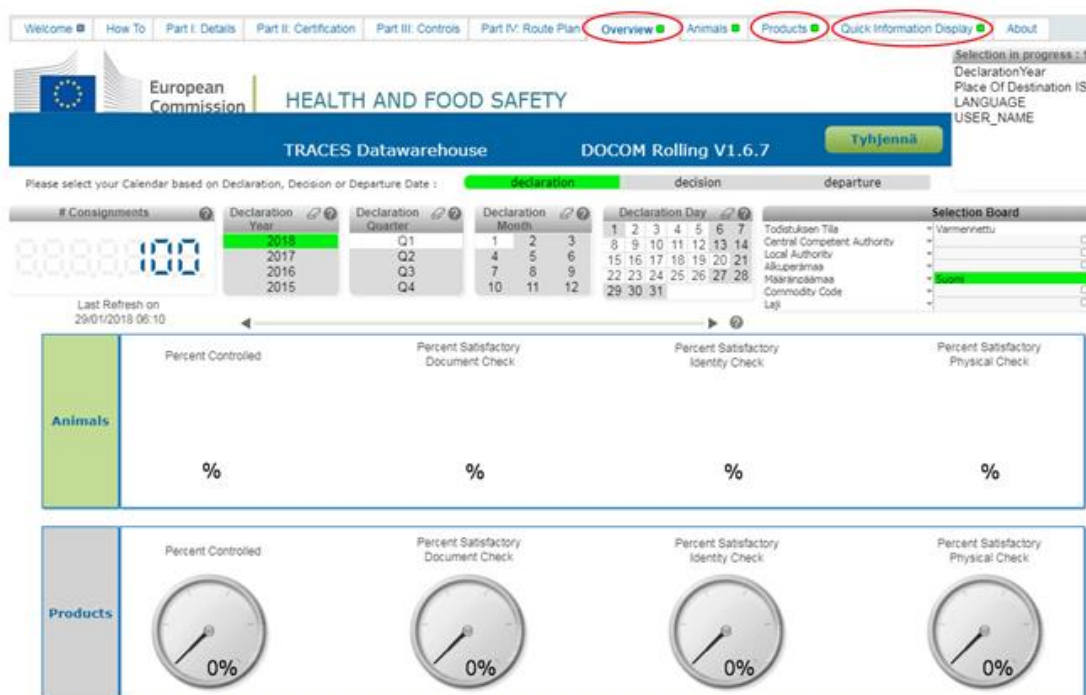 Welcome How To Part I: Details Part II: Certification Part III: Controls Part IV: Route Plan Overview Animals Products Quick Information Display About
Selection in progress :
DeclarationYear
Place Of Destination IS
LANGUAGE
USER_NAME
European
Commission
HEALTH AND FOOD SAFETY
TRACES Datawarehouse DOCOM Rolling V1.6.7 Tyhjennä
Please select your Calendar based on Declaration, Decision or Departure Date : declaration decision departure
# Consignments
100
Last Refresh on
29/01/2018 06:10
Declaration
Year
2018
2017
2016
2015
Declaration
Quarter
Q1
Q2
Q3
Q4
Declaration
Month
1 2 3
4 5 6
7 8 9
10 11 12
Declaration Day
1 2 3 4 5 6 7
8 9 10 11 12 13 14
15 16 17 18 19 20 21
22 23 24 25 26 27 28
29 30 31
Selection Board
Todistuksen Tila Varmennettu
Central Competent Authority
Local Authority
Alkuperämaa
Määränpäämaa Suomi
Commodity Code
Laji
Animals
Percent Controlled
%
Percent Satisfactory
Document Check
%
Percent Satisfactory
Identity Check
%
Percent Satisfactory
Physical Check
%
Products
Percent Controlled
0%
Percent Satisfactory
Document Check
0%
Percent Satisfactory
Identity Check
0%
Percent Satisfactory
Physical Check
0%